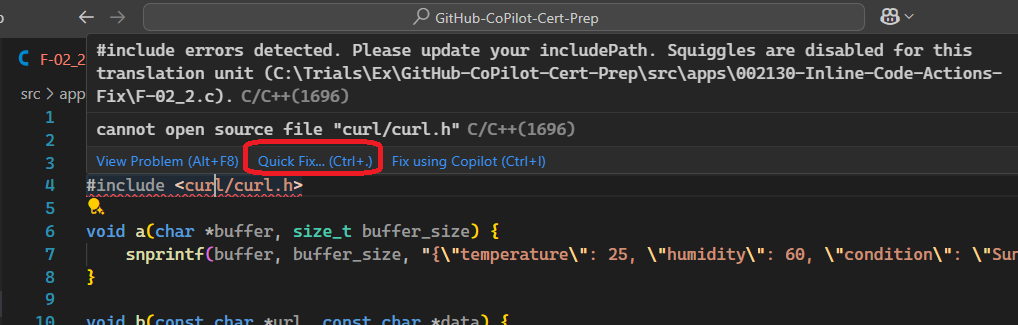 GitHub-CoPilot-Cert-Prep
C F-02_2
#include errors detected. Please update your includePath. Squiggles are disabled for this
translation unit (C:\Trials\Ex\GitHub-CoPilot-Cert-Prep\src\apps\002130-Inline-Code-Actions-
Fix\F-02_2.c). C/C++(1696)
src > app
cannot open source file "curl/curl.h" C/C++(1696)
View Problem (Alt+F8) Quick Fix... (Ctrl+.) Fix using Copilot (Ctrl+I)
1
2
3
4 #include <curl/curl.h>
5
6 void a(char *buffer, size_t buffer_size) {
7 snprintf(buffer, buffer_size, "{\"temperature\": 25, \"humidity\": 60, \"condition\": \"Sun
8 }
9
10 void b(const char *url, const char *data) {